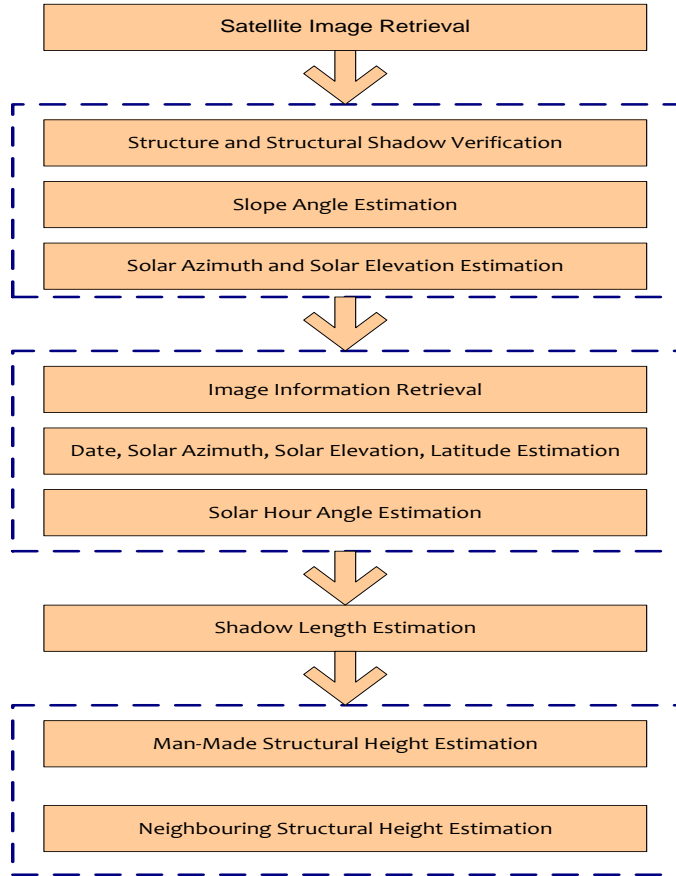 Satellite Image Retrieval
Structure and Structural Shadow Verification
Slope Angle Estimation
Solar Azimuth and Solar Elevation Estimation
Image Information Retrieval
Date, Solar Azimuth, Solar Elevation, Latitude Estimation
Solar Hour Angle Estimation
Shadow Length Estimation
Man-Made Structural Height Estimation
Neighbouring Structural Height Estimation